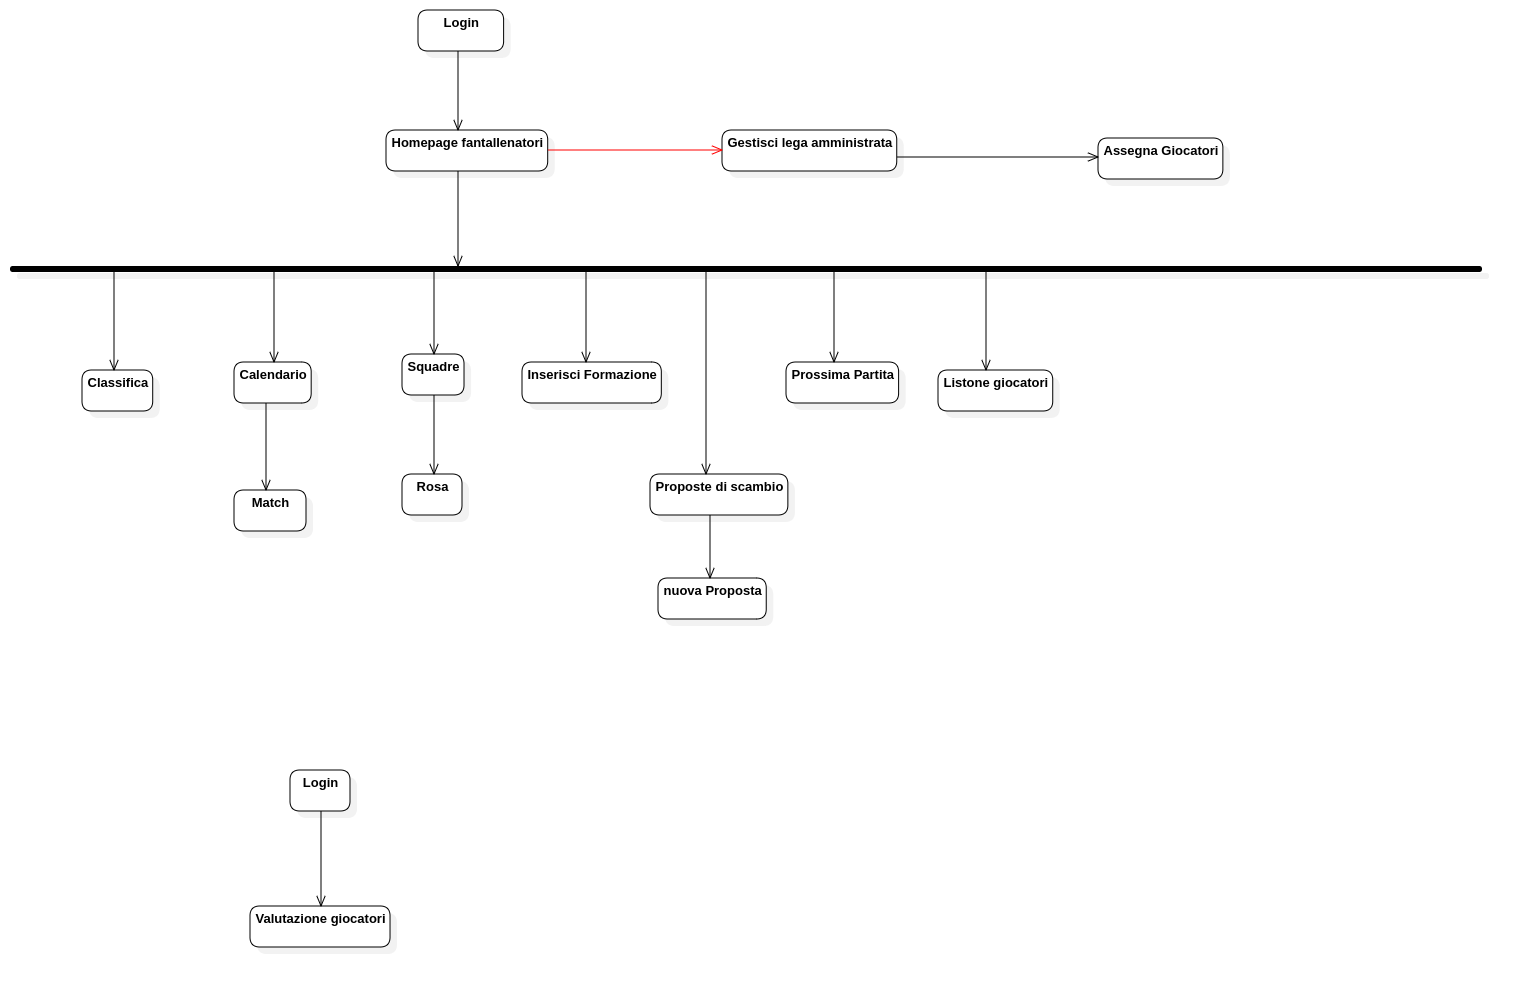 Login
Homepage fantallenatori
Gestisci lega amministrata
Assegna Giocatori
Classifica
Calendario
Squadre
Inserisci Formazione
Prossima Partita
Listone giocatori
Match
Rosa
Proposte di scambio
nuova Proposta
Login
Valutazione giocatori